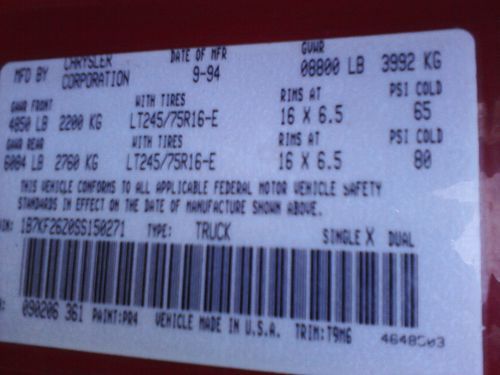 MFD BY CHRYSLER CORPORATION DATE OF MFR 9-94 GVWR 08800 LB 3992 KG
GAWR FRONT WITH TIRES RIMS AT PSI COLD
4850 LB 2200 KG LT245/75R16-E 16 X 6.5 65
GAWR REAR WITH TIRES RIMS AT PSI COLD
6084 LB 2760 KG LT245/75R16-E 16 X 6.5 80
THIS VEHICLE CONFORMS TO ALL APPLICABLE FEDERAL MOTOR VEHICLE SAFETY
STANDARDS IN EFFECT ON THE DATE OF MANUFACTURE SHOWN ABOVE.
1B7KF26Z0SS150271 TYPE: TRUCK SINGLE X DUAL
090206 361 PAINT:PR4 VEHICLE MADE IN U.S.A. TRIM:T9M6 4648503